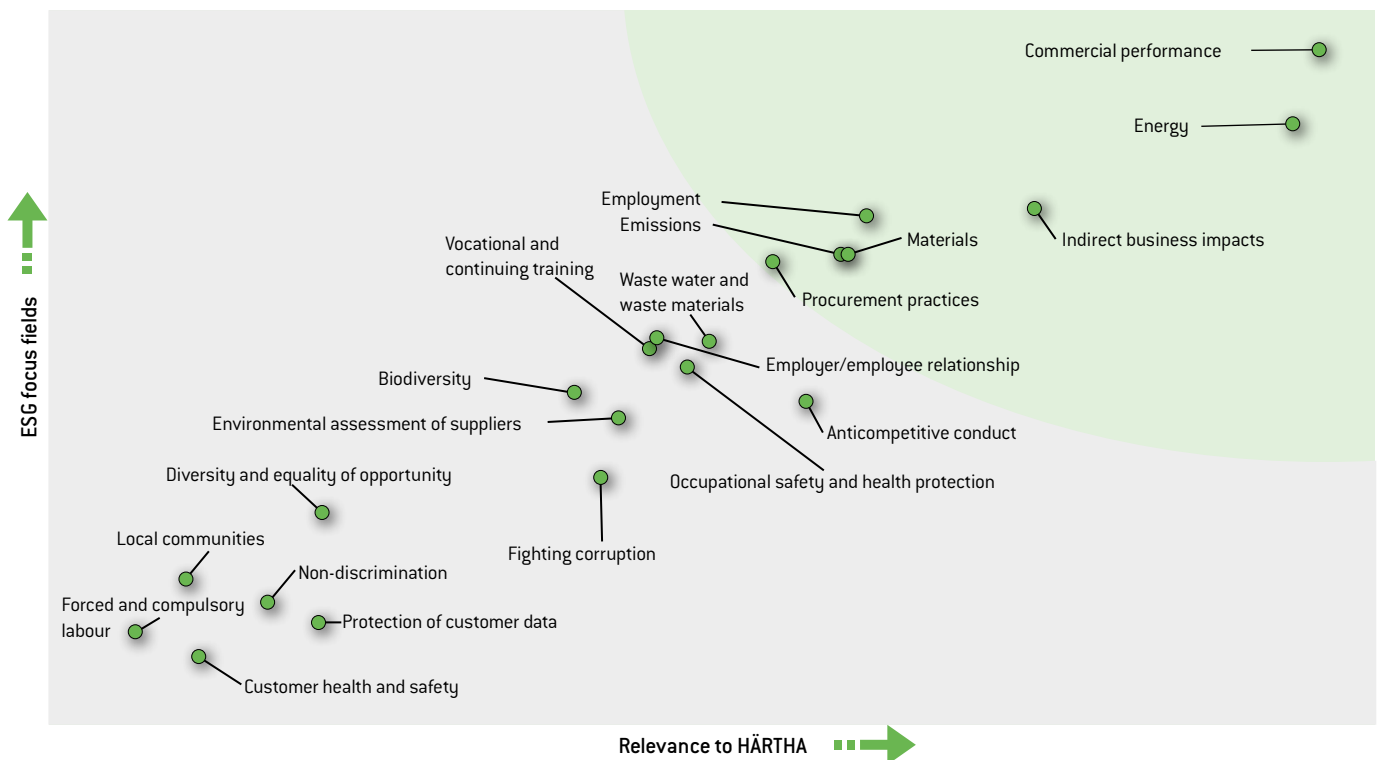 Commercial performance
Energy
Employment
Emissions
Materials
Indirect business impacts
Vocational and
continuing training
Waste water and
waste materials
Procurement practices
Employer/employee relationship
Biodiversity
Environmental assessment of suppliers
Anticompetitive conduct
Diversity and equality of opportunity
Occupational safety and health protection
Local communities
Fighting corruption
Non-discrimination
Forced and compulsory
labour
Protection of customer data
Customer health and safety
ESG focus fields
Relevance to HÄRTHA